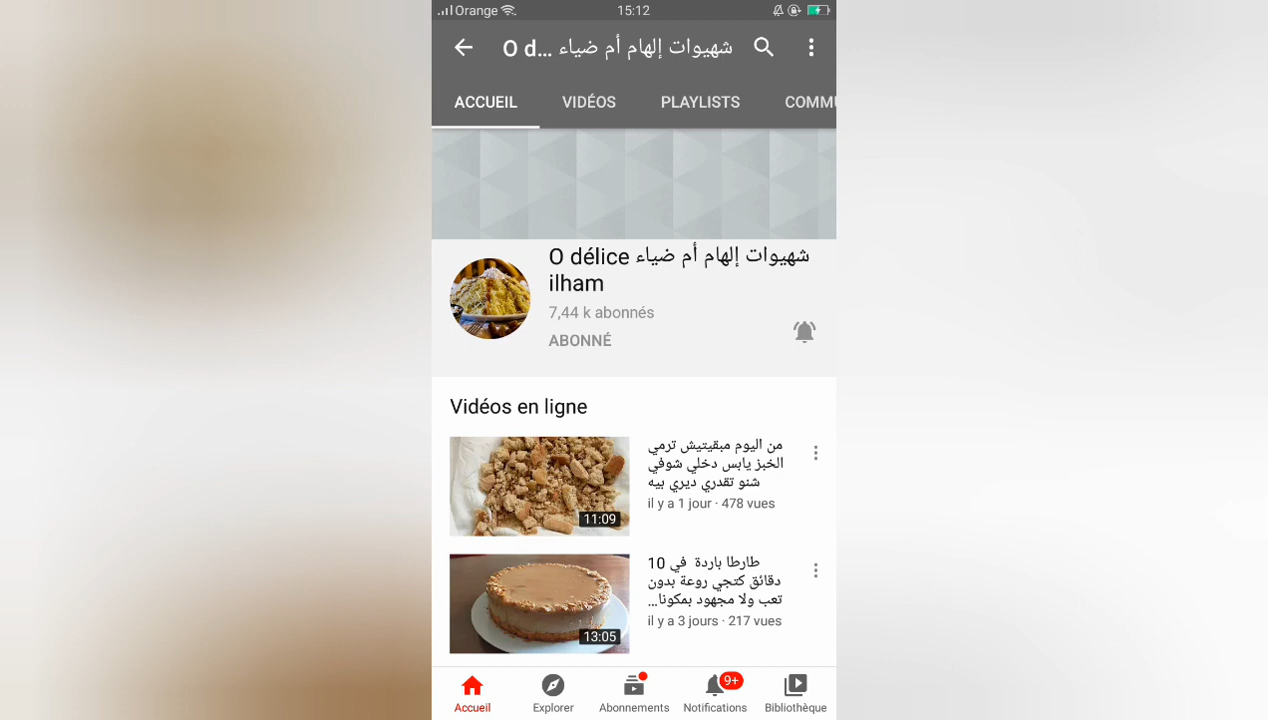 Orange 15:12
O d... شهيوات إلهام أم ضياء
ACCUEIL VIDÉOS PLAYLISTS COMMU
O délice شهيوات إلهام أم ضياء
ilham
7,44 k abonnés
ABONNÉ
Vidéos en ligne
من اليوم مبقيتيش ترمي
الخبز يابس دخلي شوفي
شنو تقدري ديري بيه
il y a 1 jour · 478 vues
11:09
طارطا باردة في 10
دقائق كتجي روعة بدون
تعب ولا مجهود بمكونا...
il y a 3 jours · 217 vues
13:05
9+
Accueil Explorer Abonnements Notifications Bibliothèque